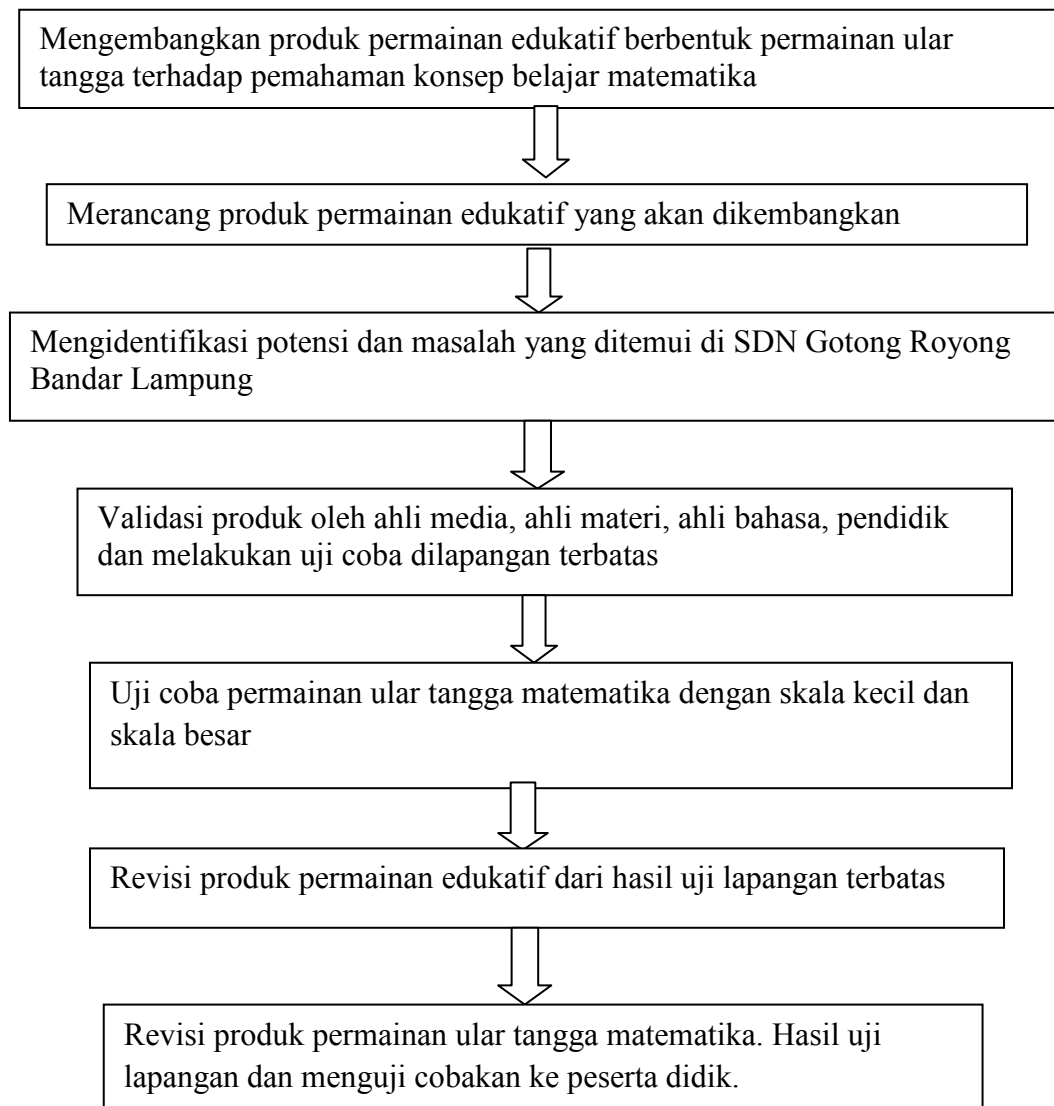 Mengembangkan produk permainan edukatif berbentuk permainan ular
tangga terhadap pemahaman konsep belajar matematika
Merancang produk permainan edukatif yang akan dikembangkan
Mengidentifikasi potensi dan masalah yang ditemui di SDN Gotong Royong
Bandar Lampung
Validasi produk oleh ahli media, ahli materi, ahli bahasa, pendidik
dan melakukan uji coba dilapangan terbatas
Uji coba permainan ular tangga matematika dengan skala kecil dan
skala besar
Revisi produk permainan edukatif dari hasil uji lapangan terbatas
Revisi produk permainan ular tangga matematika. Hasil uji
lapangan dan menguji cobakan ke peserta didik.